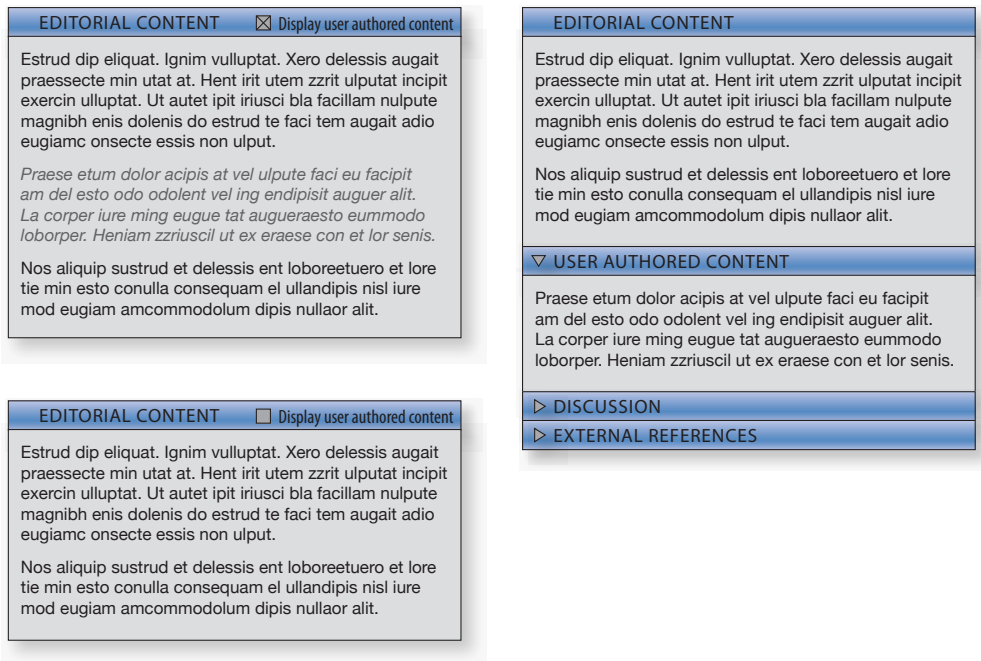 EDITORIAL CONTENT Display user authored content
Estrud dip eliquat. Ignim vulluptat. Xero delessis augait
praessecte min utat at. Hent irit utem zzrit ulputat incipit
exercin ulluptat. Ut autet ipit iriusci bla facillam nulpute
magnibh enis dolenis do estrud te faci tem augait adio
eugiamc onsecte essis non ulput.
Praese etum dolor acipis at vel ulpute faci eu facipit
am del esto odo odolent vel ing endipisit auguer alit.
La corper iure ming eugue tat augueraesto eummodo
loborper. Heniam zzriuscil ut ex eraese con et lor senis.
Nos aliquip sustrud et delessis ent loboreetuero et lore
tie min esto conulla consequam el ullandipis nisl iure
mod eugiam amcommodolum dipis nullaor alit.
EDITORIAL CONTENT Display user authored content
Estrud dip eliquat. Ignim vulluptat. Xero delessis augait
praessecte min utat at. Hent irit utem zzrit ulputat incipit
exercin ulluptat. Ut autet ipit iriusci bla facillam nulpute
magnibh enis dolenis do estrud te faci tem augait adio
eugiamc onsecte essis non ulput.
Nos aliquip sustrud et delessis ent loboreetuero et lore
tie min esto conulla consequam el ullandipis nisl iure
mod eugiam amcommodolum dipis nullaor alit.
EDITORIAL CONTENT
Estrud dip eliquat. Ignim vulluptat. Xero delessis augait
praessecte min utat at. Hent irit utem zzrit ulputat incipit
exercin ulluptat. Ut autet ipit iriusci bla facillam nulpute
magnibh enis dolenis do estrud te faci tem augait adio
eugiamc onsecte essis non ulput.
Nos aliquip sustrud et delessis ent loboreetuero et lore
tie min esto conulla consequam el ullandipis nisl iure
mod eugiam amcommodolum dipis nullaor alit.
USER AUTHORED CONTENT
Praese etum dolor acipis at vel ulpute faci eu facipit
am del esto odo odolent vel ing endipisit auguer alit.
La corper iure ming eugue tat augueraesto eummodo
loborper. Heniam zzriuscil ut ex eraese con et lor senis.
DISCUSSION
EXTERNAL REFERENCES